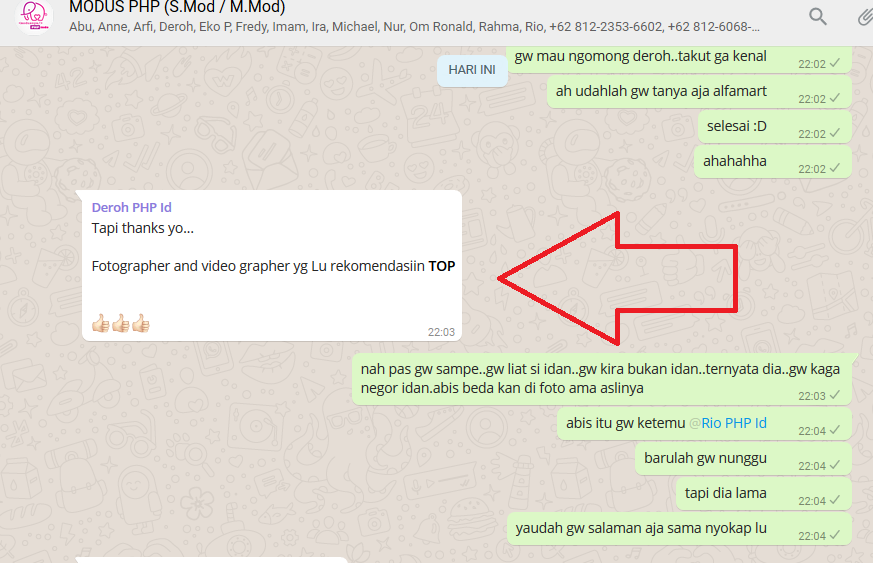 MODUS PHP (S.Mod / M.Mod)
Abu, Anne, Arfi, Deroh, Eko P, Fredy, Imam, Ira, Michael, Nur, Om Ronald, Rahma, Rio, +62 812-2353-6602, +62 812-6068-...
HARI INI
gw mau ngomong deroh..takut ga kenal
22:02
ah udahlah gw tanya aja alfamart
22:02
selesai :D
22:02
ahahahha
22:02
Deroh PHP Id
Tapi thanks yo...
Fotographer and video grapher yg Lu rekomendasiin TOP
👍🏻👍🏻👍🏻
22:03
nah pas gw sampe..gw liat si idan..gw kira bukan idan..ternyata dia..gw kaga
negor idan.abis beda kan di foto ama aslinya
22:03
abis itu gw ketemu @Rio PHP Id
22:04
barulah gw nunggu
22:04
tapi dia lama
22:04
yaudah gw salaman aja sama nyokap lu
22:04